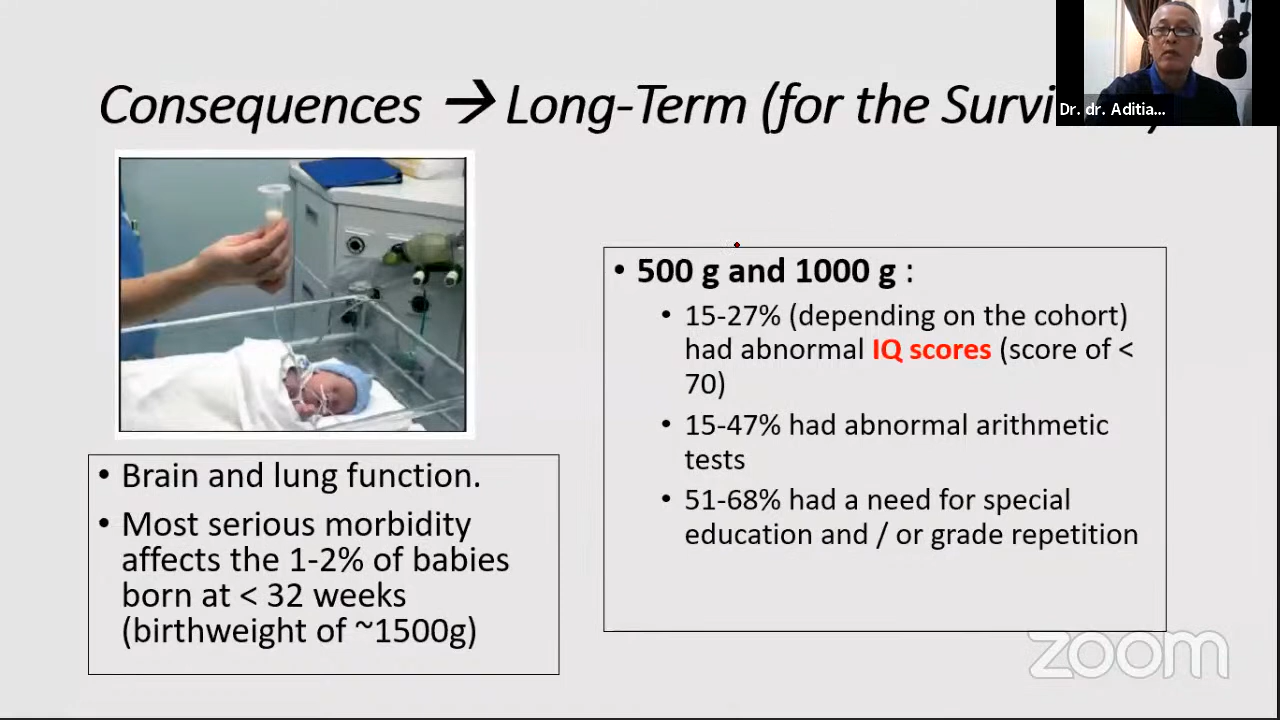 Consequences → Long-Term (for the Survi
Dr. dr. Aditia...
• Brain and lung function.
• Most serious morbidity
affects the 1-2% of babies
born at < 32 weeks
(birthweight of ~1500g)
• 500 g and 1000 g :
• 15-27% (depending on the cohort)
had abnormal IQ scores (score of <
70)
• 15-47% had abnormal arithmetic
tests
• 51-68% had a need for special
education and / or grade repetition
zoom